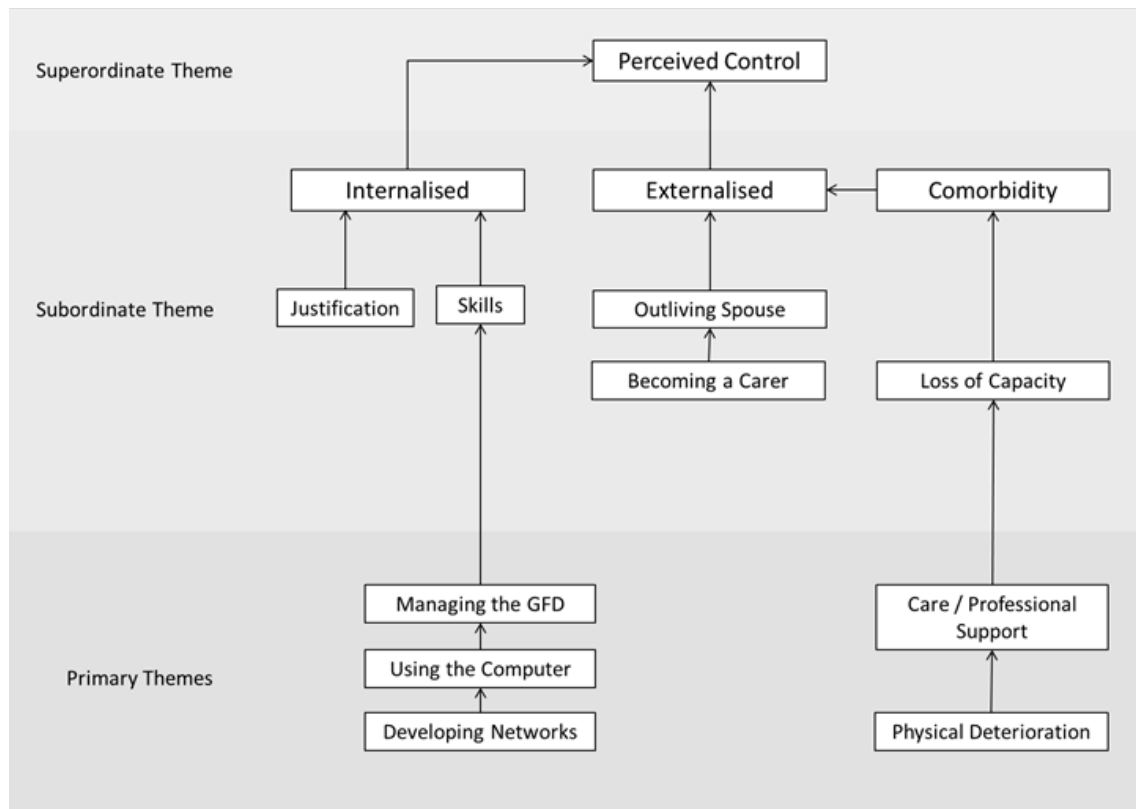 Superordinate Theme
Perceived Control
Internalised
Externalised
Comorbidity
Subordinate Theme
Justification
Skills
Outliving Spouse
Becoming a Carer
Loss of Capacity
Managing the GFD
Care / Professional
Support
Primary Themes
Using the Computer
Developing Networks
Physical Deterioration